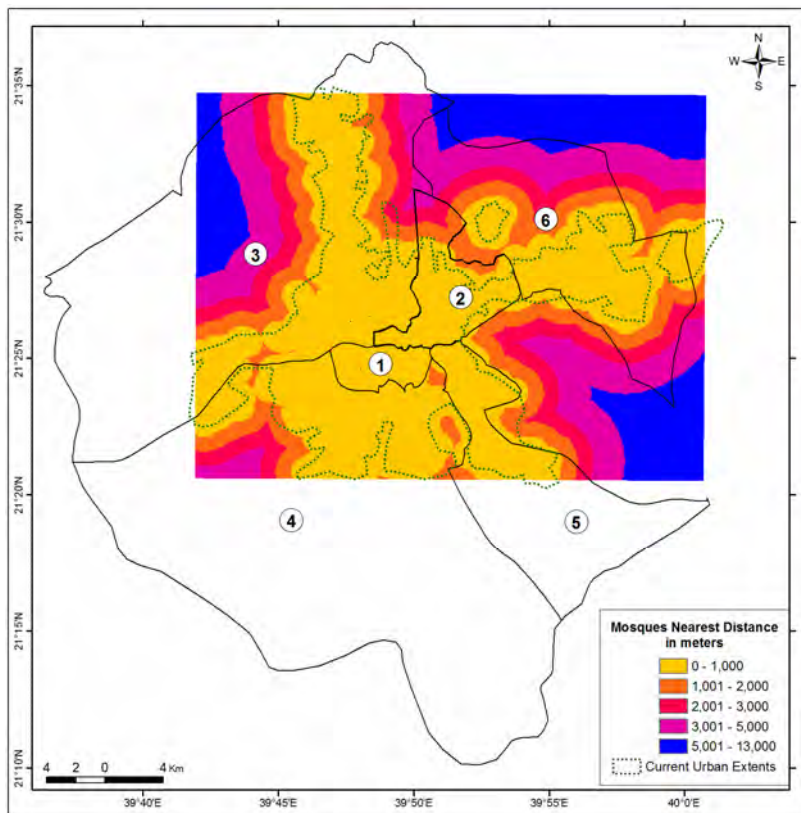 N
W E
S
21°35'N
21°30'N
21°25'N
21°20'N
21°15'N
21°10'N
6
3
2
1
4
5
Mosques Nearest Distance
in meters
0 - 1,000
1,001 - 2,000
2,001 - 3,000
3,001 - 5,000
5,001 - 13,000
Current Urban Extents
4 2 0 4 Km
39°40'E 39°45'E 39°50'E 39°55'E 40°0'E